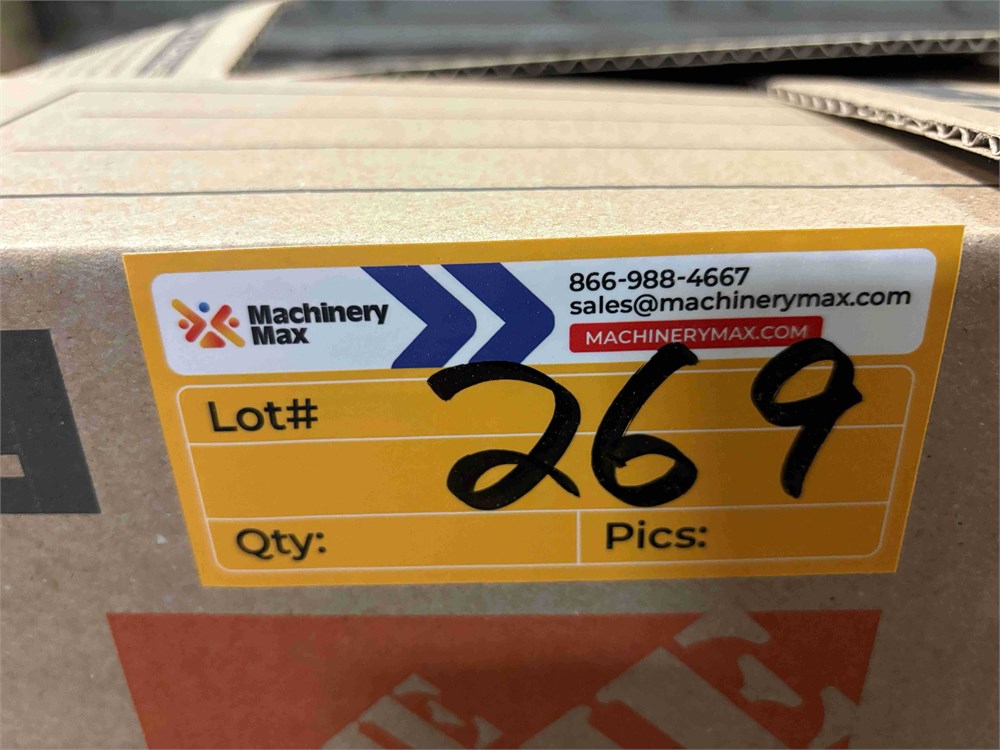 Machinery
Max
866-988-4667
sales@machinerymax.com
MACHINERYMAX.COM
Lot#
269
Qty:
Pics: